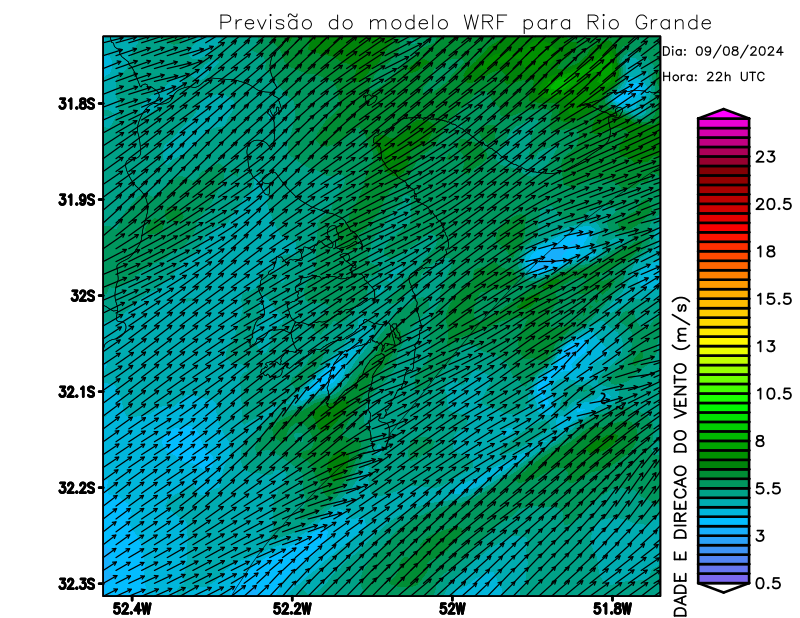 Previsão do modelo WRF para Rio Grande
Dia: 09/08/2024
Hora: 22h UTC
31.8S
31.9S
32S
32.1S
32.2S
32.3S
52.4W
52.2W
52W
51.8W
DADE E DIRECAO DO VENTO (m/s)
23
20.5
18
15.5
13
10.5
8
5.5
3
0.5